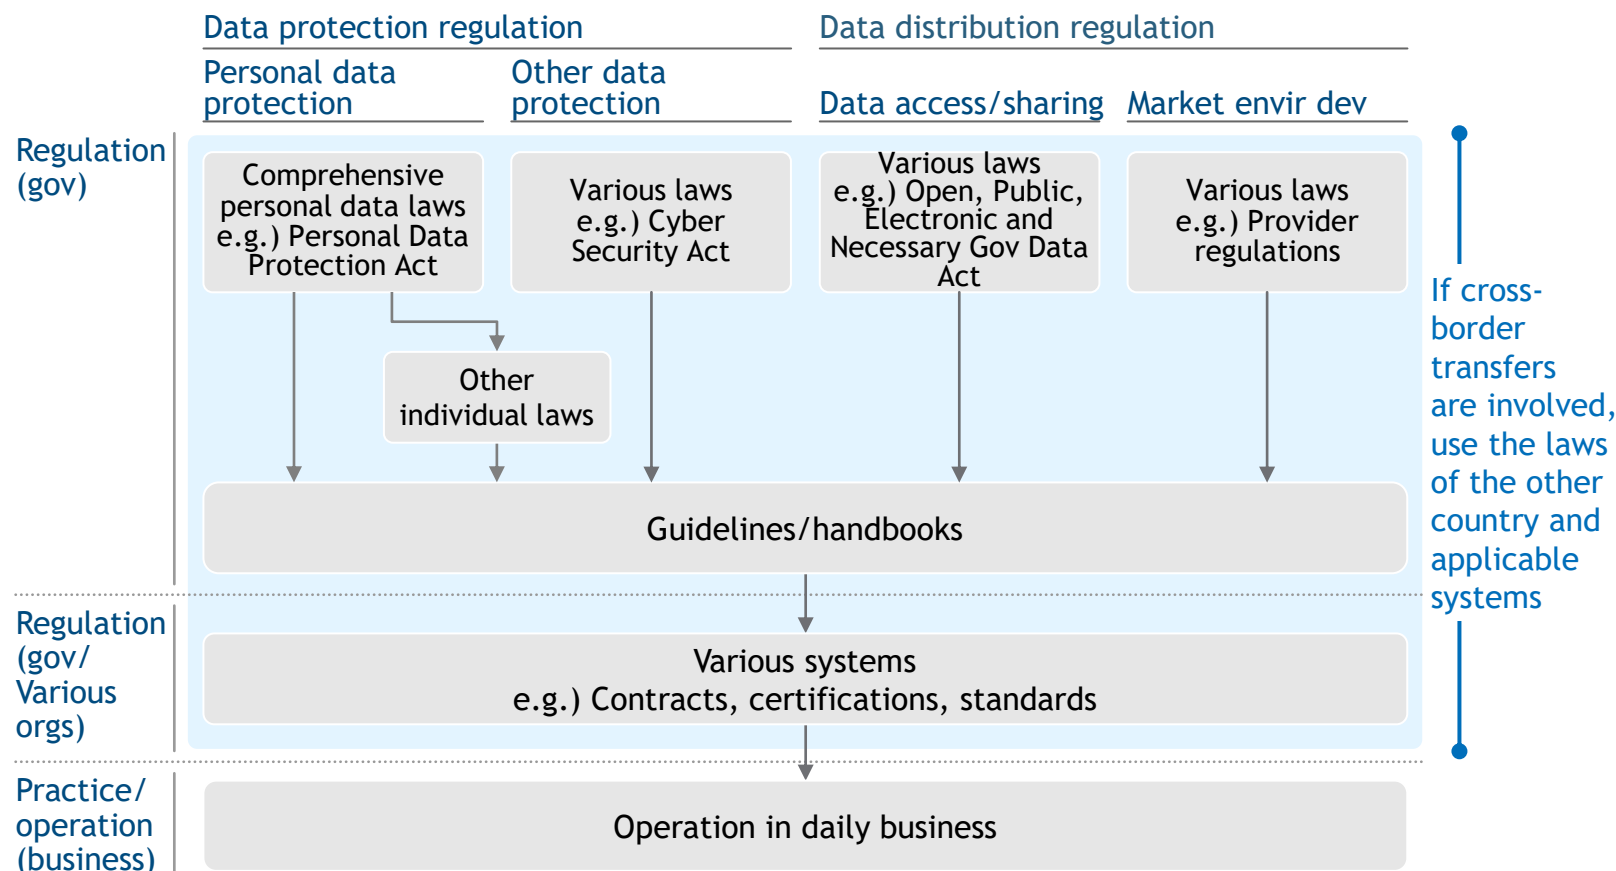 Data protection regulation
Data distribution regulation
Personal data
protection
Other data
protection
Data access/sharing
Market envir dev
Regulation
(gov)
Comprehensive
personal data laws
e.g.) Personal Data
Protection Act
Various laws
e.g.) Cyber
Security Act
Various laws
e.g.) Open, Public,
Electronic and
Necessary Gov Data
Act
Various laws
e.g.) Provider
regulations
Other
individual laws
Guidelines/handbooks
If cross-
border
transfers
are involved,
use the laws
of the other
country and
applicable
systems
Regulation
(gov/
Various
orgs)
Various systems
e.g.) Contracts, certifications, standards
Practice/
operation
(business)
Operation in daily business